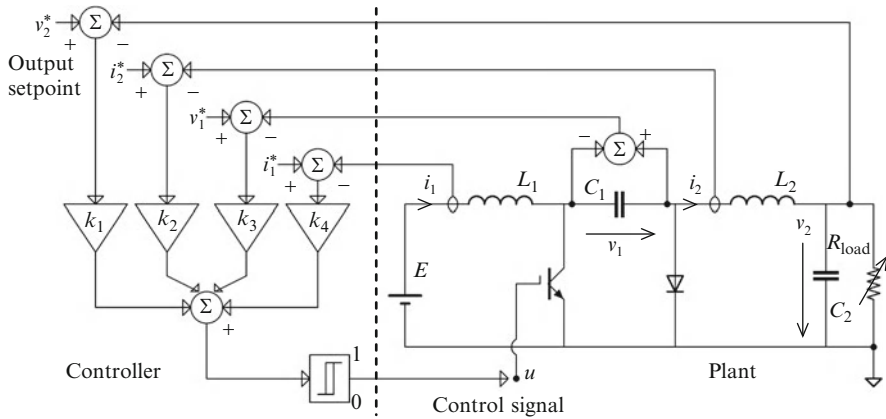 v₂* Σ
+ −
Output
setpoint
i₂* Σ
+ −
v₁* Σ
+ −
i₁* Σ
+ −
− Σ +
k₁ k₂ k₃ k₄
i₁ L₁ C₁ i₂ L₂
v₁ v₂ R_load
E
C₂
Σ
+
1
0
u
Controller
Control signal
Plant